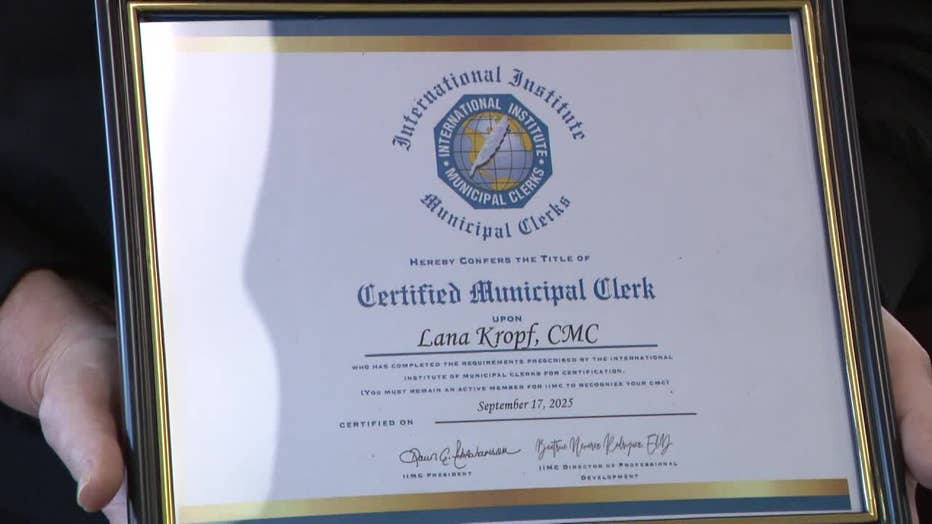 International Institute
INTERNATIONAL INSTITUTE
MUNICIPAL CLERKS
Municipal Clerks
HEREBY CONFERS THE TITLE OF
Certified Municipal Clerk
UPON
Lana Kropf, CMC
WHO HAS COMPLETED THE REQUIREMENTS PRESCRIBED BY THE INTERNATIONAL
INSTITUTE OF MUNICIPAL CLERKS FOR CERTIFICATION.
(YOU MUST REMAIN AN ACTIVE MEMBER FOR IIMC TO RECOGNIZE YOUR CMC)
September 17, 2025
CERTIFIED ON
IIMC PRESIDENT
IIMC DIRECTOR OF PROFESSIONAL
DEVELOPMENT